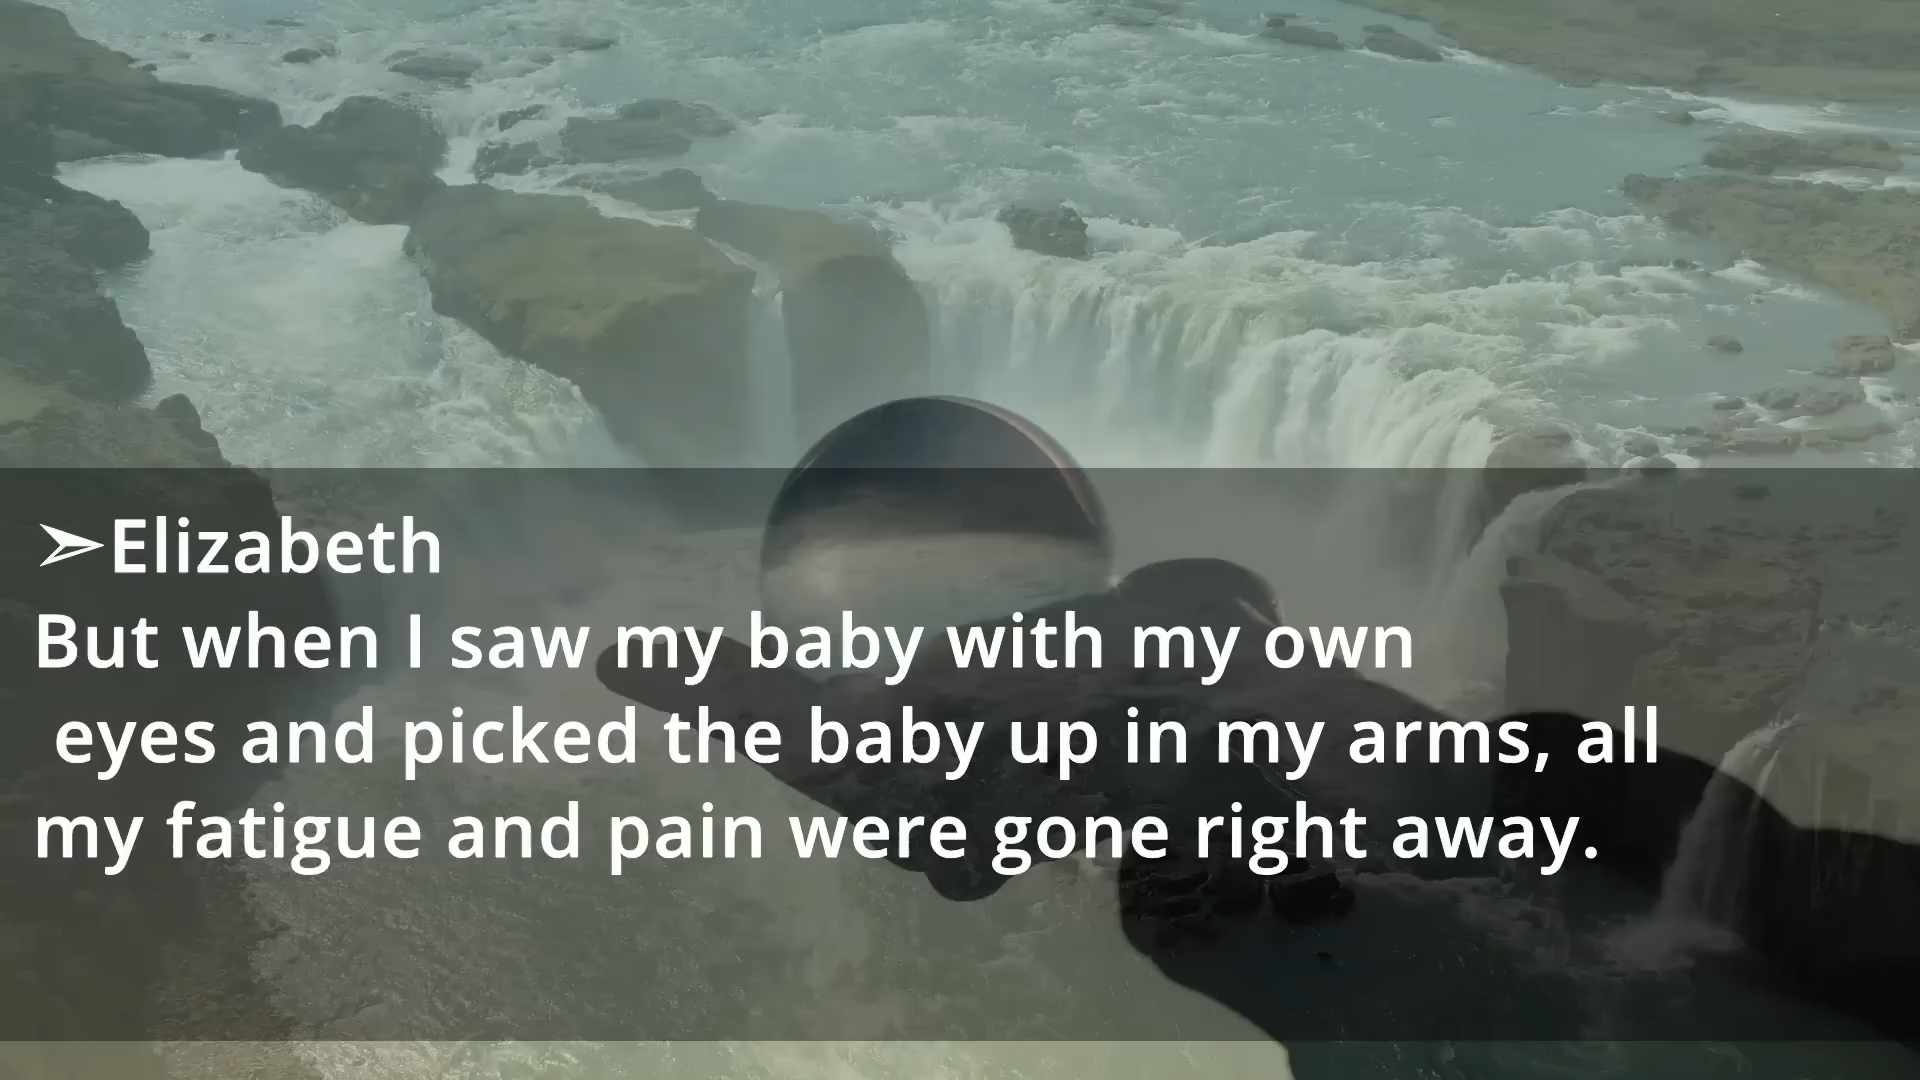 ➣Elizabeth
But when I saw my baby with my own
eyes and picked the baby up in my arms, all
my fatigue and pain were gone right away.